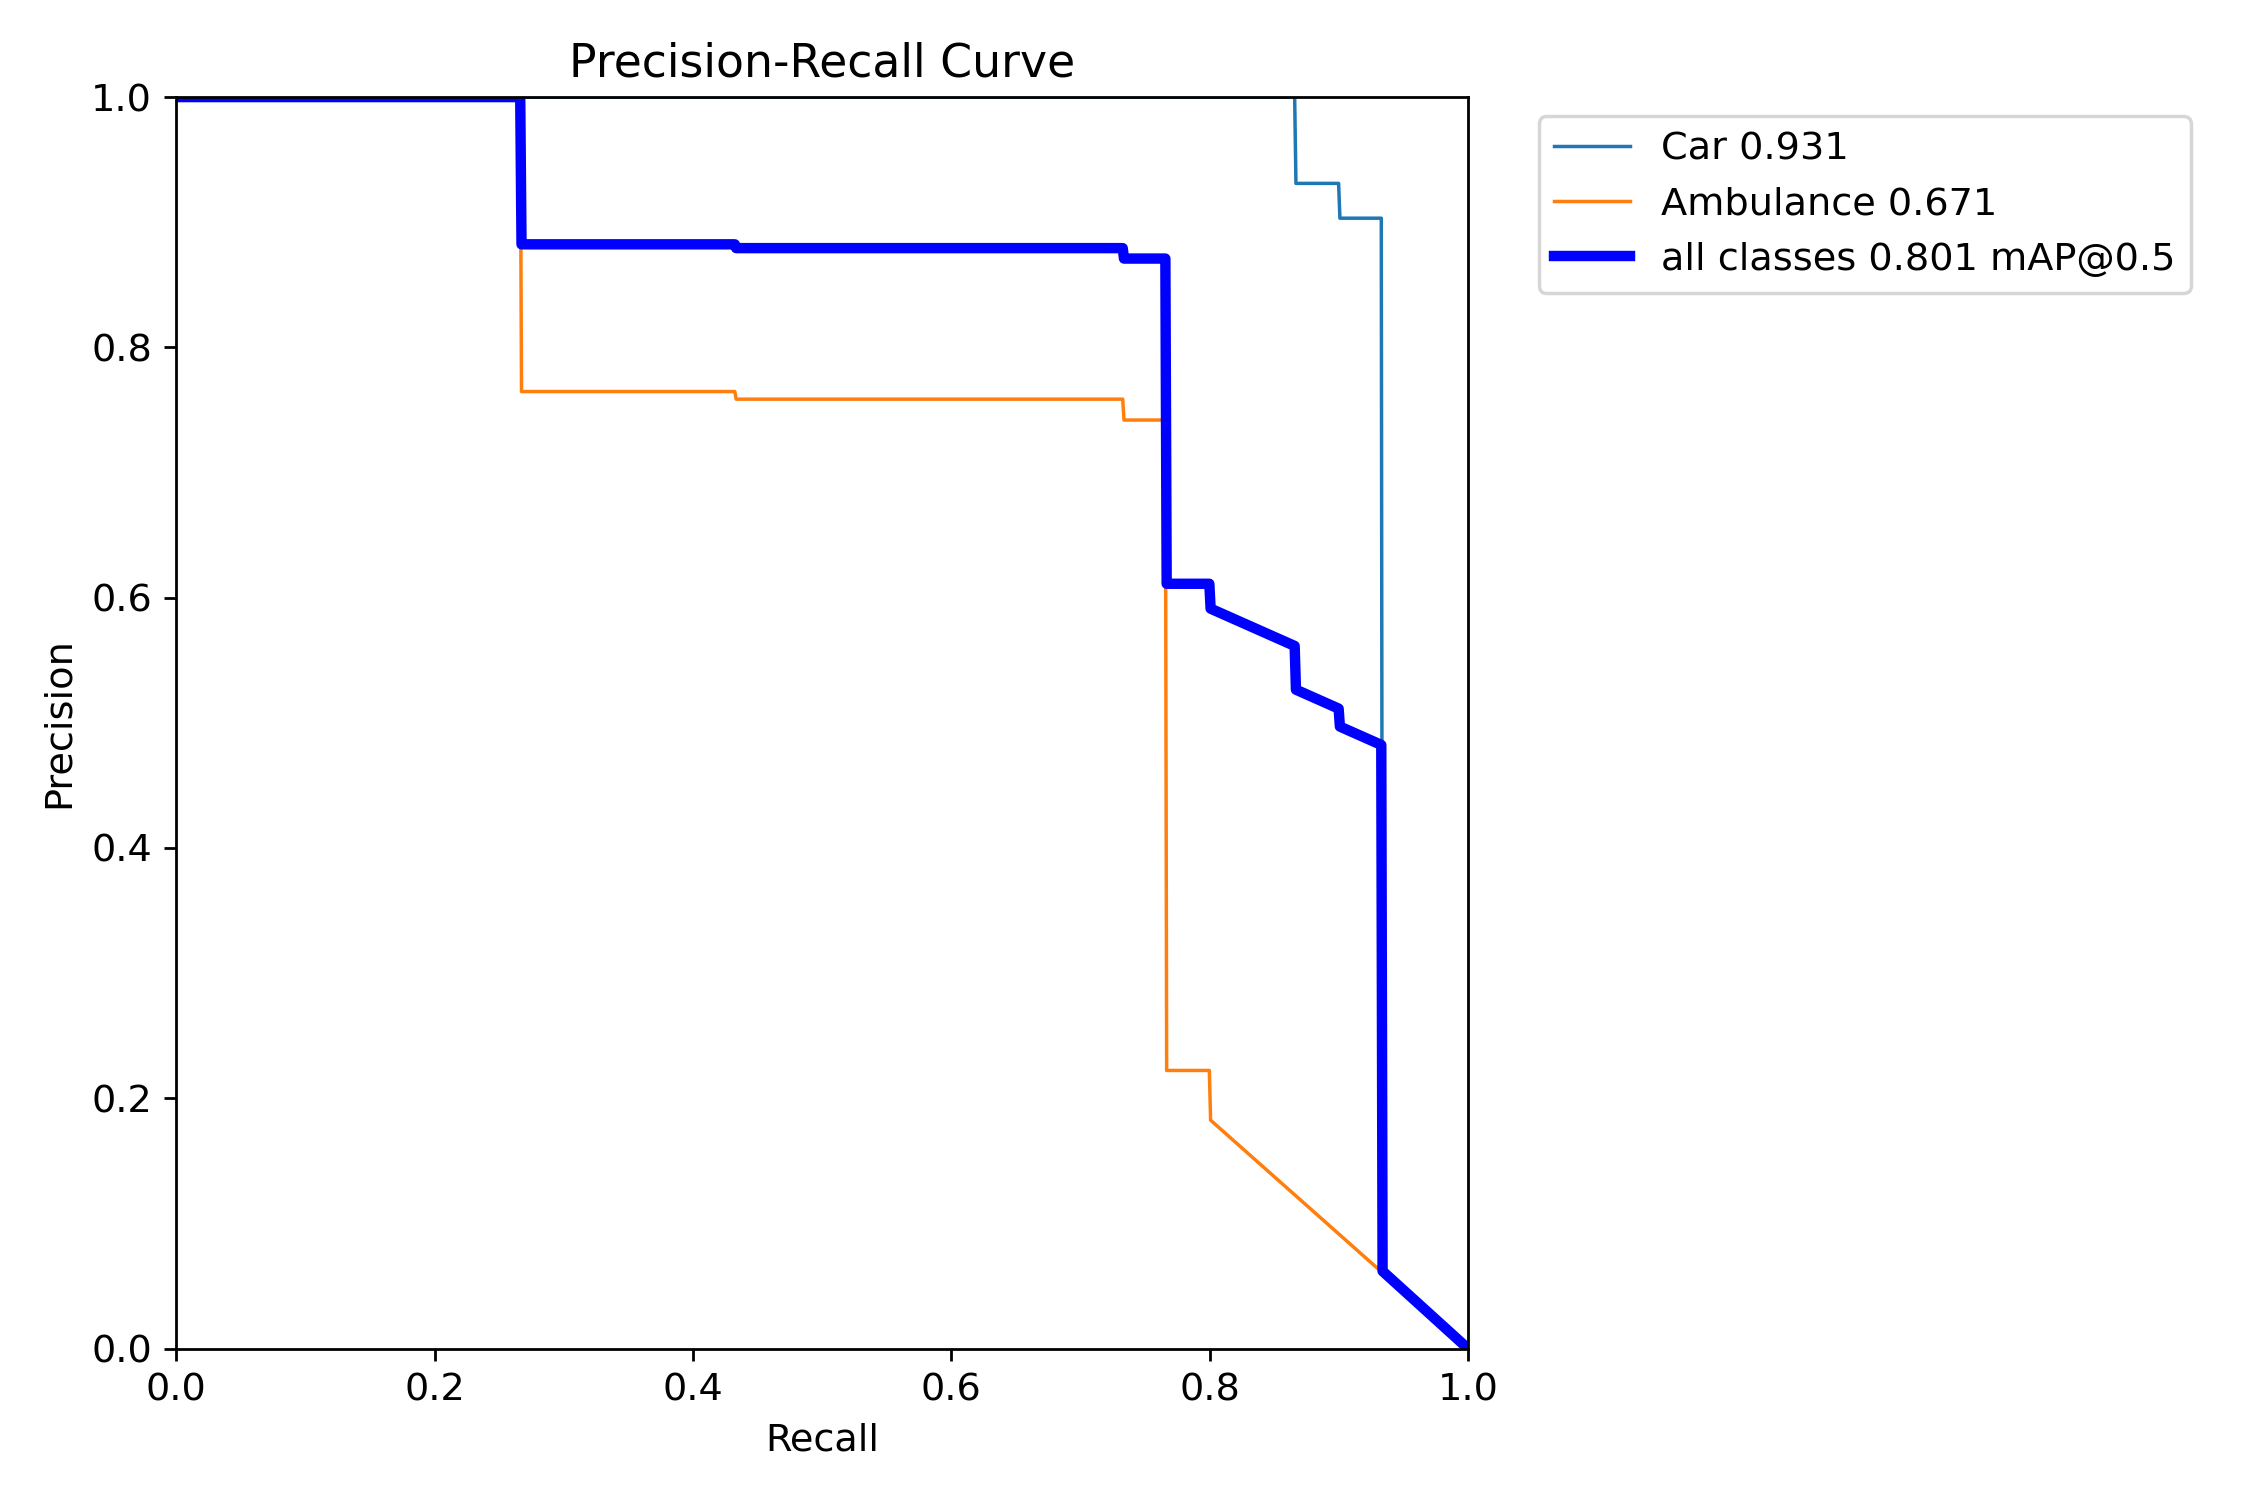 Precision-Recall Curve
1.0
0.8
0.6
0.4
0.2
0.0
Precision
0.0 0.2 0.4 0.6 0.8 1.0
Recall
Car 0.931
Ambulance 0.671
all classes 0.801 mAP@0.5